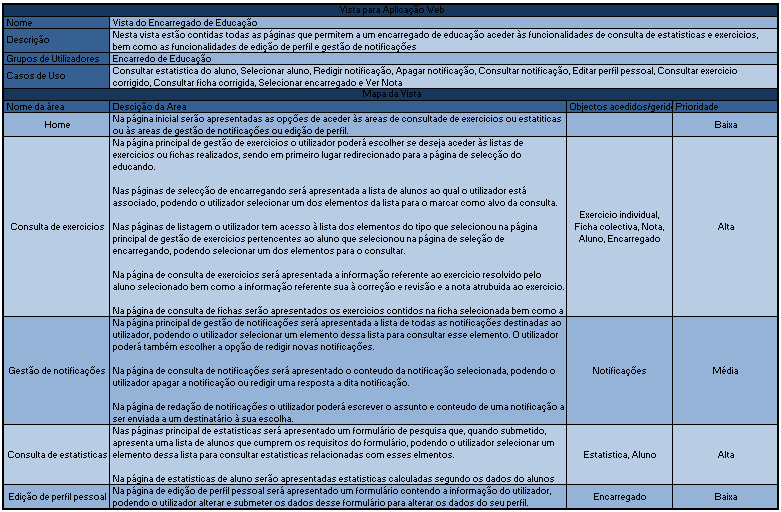 Vista para Aplicação Web
Nome Vista do Encarregado de Educação
Descrição Nesta vista estão contidas todas as páginas que permitem a um encarregado de educação aceder às funcionalidades de consulta de estatisticas e exercicios,
bem como as funcionalidades de edição de perfil e gestão de notificações
Grupos de Utilizadores Encarredo de Educação
Casos de Uso Consultar estatistica do aluno, Selecionar aluno, Redigir notificação, Apagar notificação, Consultar notificação, Editar perfil pessoal, Consultar exercicio
corrigido, Consultar ficha corrigida, Selecionar encarregado e Ver Nota
Mapa da Vista
Nome da área Descição da Area Objectos acedidos/gerido Prioridade
Home
Na página inicial serão apresentadas as opções de aceder às areas de consultade de exercicios ou estatiticas
ou às areas de gestão de notificações ou edição de perfil.
Baixa
Consulta de exercicios
Na página principal de gestão de exercicios o utilizador poderá escolher se deseja aceder às listas de
exercicios ou fichas realizados, sendo em primeiro lugar redirecionado para a página de selecção do
educando.
Nas páginas de selecção de encarregando será apresentada a lista de alunos ao qual o utilizador está
associado, podendo o utilizador selecionar um dos elementos da lista para o marcar como alvo da consulta.
Nas páginas de listagem o utilizador tem acesso à lista dos elementos do tipo que selecionou na página
principal de gestão de exercicios pertencentes ao aluno que selecionou na página de seleção de
encarregando, podendo selecionar um dos elementos para o consultar.
Na página de consulta de exercicios será apresentada a informação referente ao exercicio resolvido pelo
aluno selecionado bem como a informação referente sua à correção e revisão e a nota atrubuida ao exercicio.
Na página de consulta de fichas serão apresentados os exercicios contidos na ficha selecionada bem como a
Exercicio individual,
Ficha colectiva, Nota,
Aluno, Encarregado
Alta
Gestão de notificações
Na página principal de gestão de notificações será apresentada a lista de todas as notificações destinadas ao
utilizador, podendo o utilizador selecionar um elemento dessa lista para consultar esse elemento. O utilizador
poderá também escolher a opção de redigir novas notificações.
Na página de consulta de notificações será apresentado o conteudo da notificação selecionada, podendo o
utilizador apagar a notificação ou redigir uma resposta a dita notificação.
Na página de redação de notificações o utilizador poderá escrever o assunto e conteudo de uma notificação a
ser enviada a um destinatário à sua escolha.
Notificações
Média
Consulta de estatisticas
Nas páginas principal de estatisticas será apresentado um formulário de pesquisa que, quando submetido,
apresenta uma lista de alunos que cumprem os requisitos do formulário, podendo o utilizador selecionar um
elemento dessa lista para consultar estatisticas relacionadas com esses elmentos.
Na página de estatisticas de aluno serão apresentadas estatisticas calculadas segundo os dados do alunos
Estatistica, Aluno
Alta
Edição de perfil pessoal
Na página de edição de perfil pessoal será apresentado um formulário contendo a informação do utilizador,
podendo o utilizador alterar e submeter os dados desse formulário para alterar os dados do seu perfil.
Encarregado
Baixa